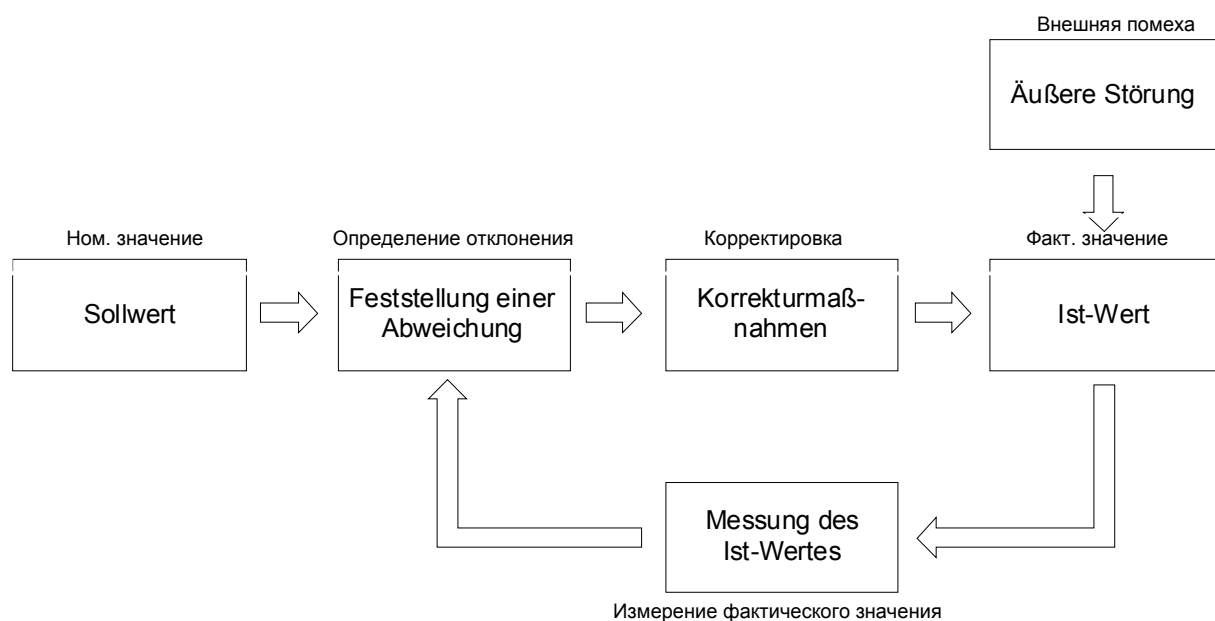 Внешняя помеха
Äußere Störung
Ном. значение
Определение отклонения
Корректировка
Факт. значение
Sollwert
Feststellung einer
Abweichung
Korrekturmaß-
nahmen
Ist-Wert
Messung des
Ist-Wertes
Измерение фактического значения